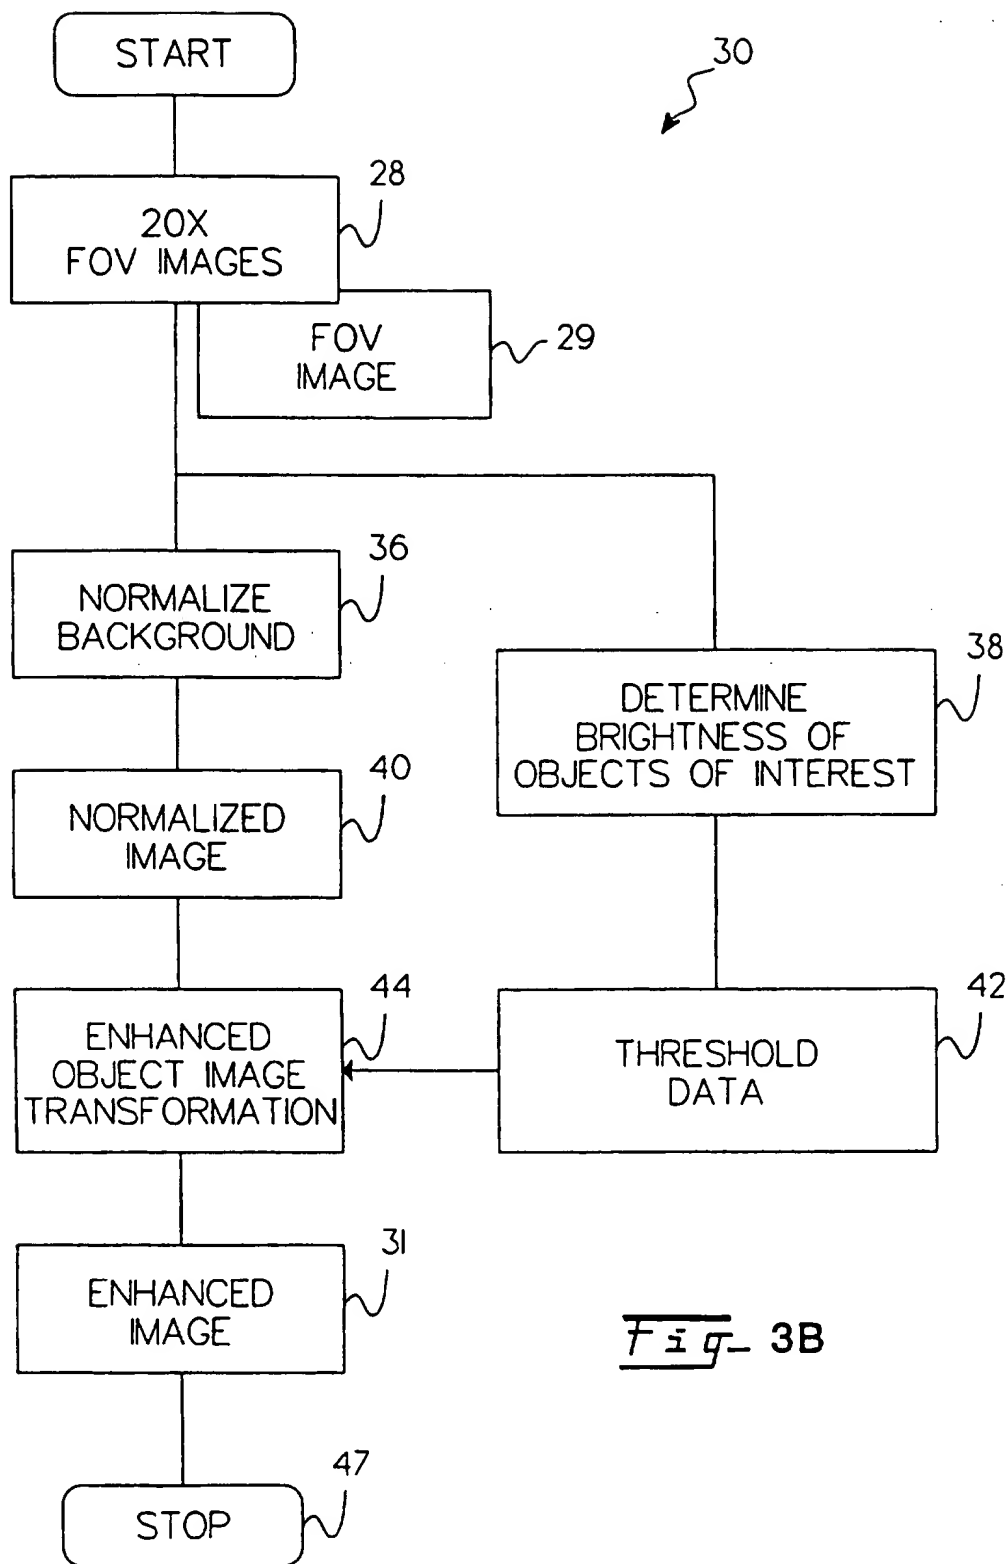 START
30
28
20X
FOV IMAGES
FOV
IMAGE
29
36
NORMALIZE
BACKGROUND
38
DETERMINE
BRIGHTNESS OF
OBJECTS OF INTEREST
40
NORMALIZED
IMAGE
44
ENHANCED
OBJECT IMAGE
TRANSFORMATION
42
THRESHOLD
DATA
31
ENHANCED
IMAGE
Fig_ 3B
47
STOP